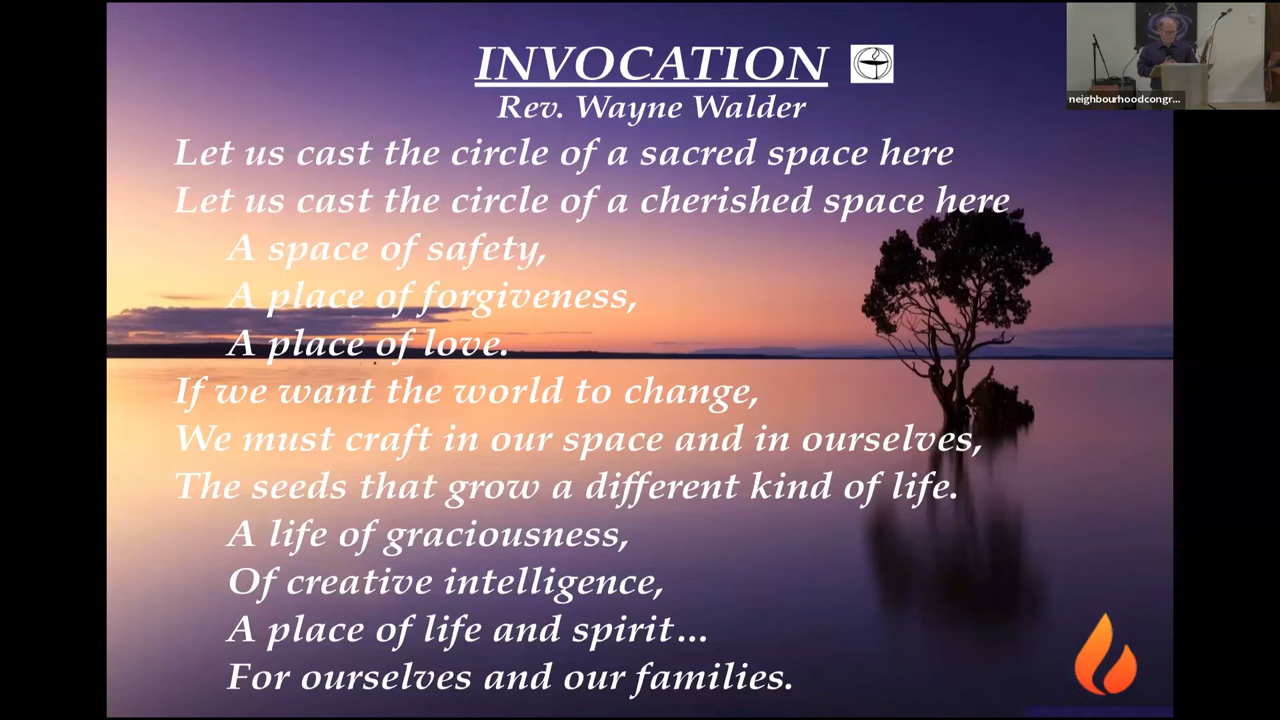 INVOCATION
Rev. Wayne Walder
Let us cast the circle of a sacred space here
Let us cast the circle of a cherished space here
A space of safety,
A place of forgiveness,
A place of love.
If we want the world to change,
We must craft in our space and in ourselves,
The seeds that grow a different kind of life.
A life of graciousness,
Of creative intelligence,
A place of life and spirit…
For ourselves and our families.
neighbourhoodcongr...